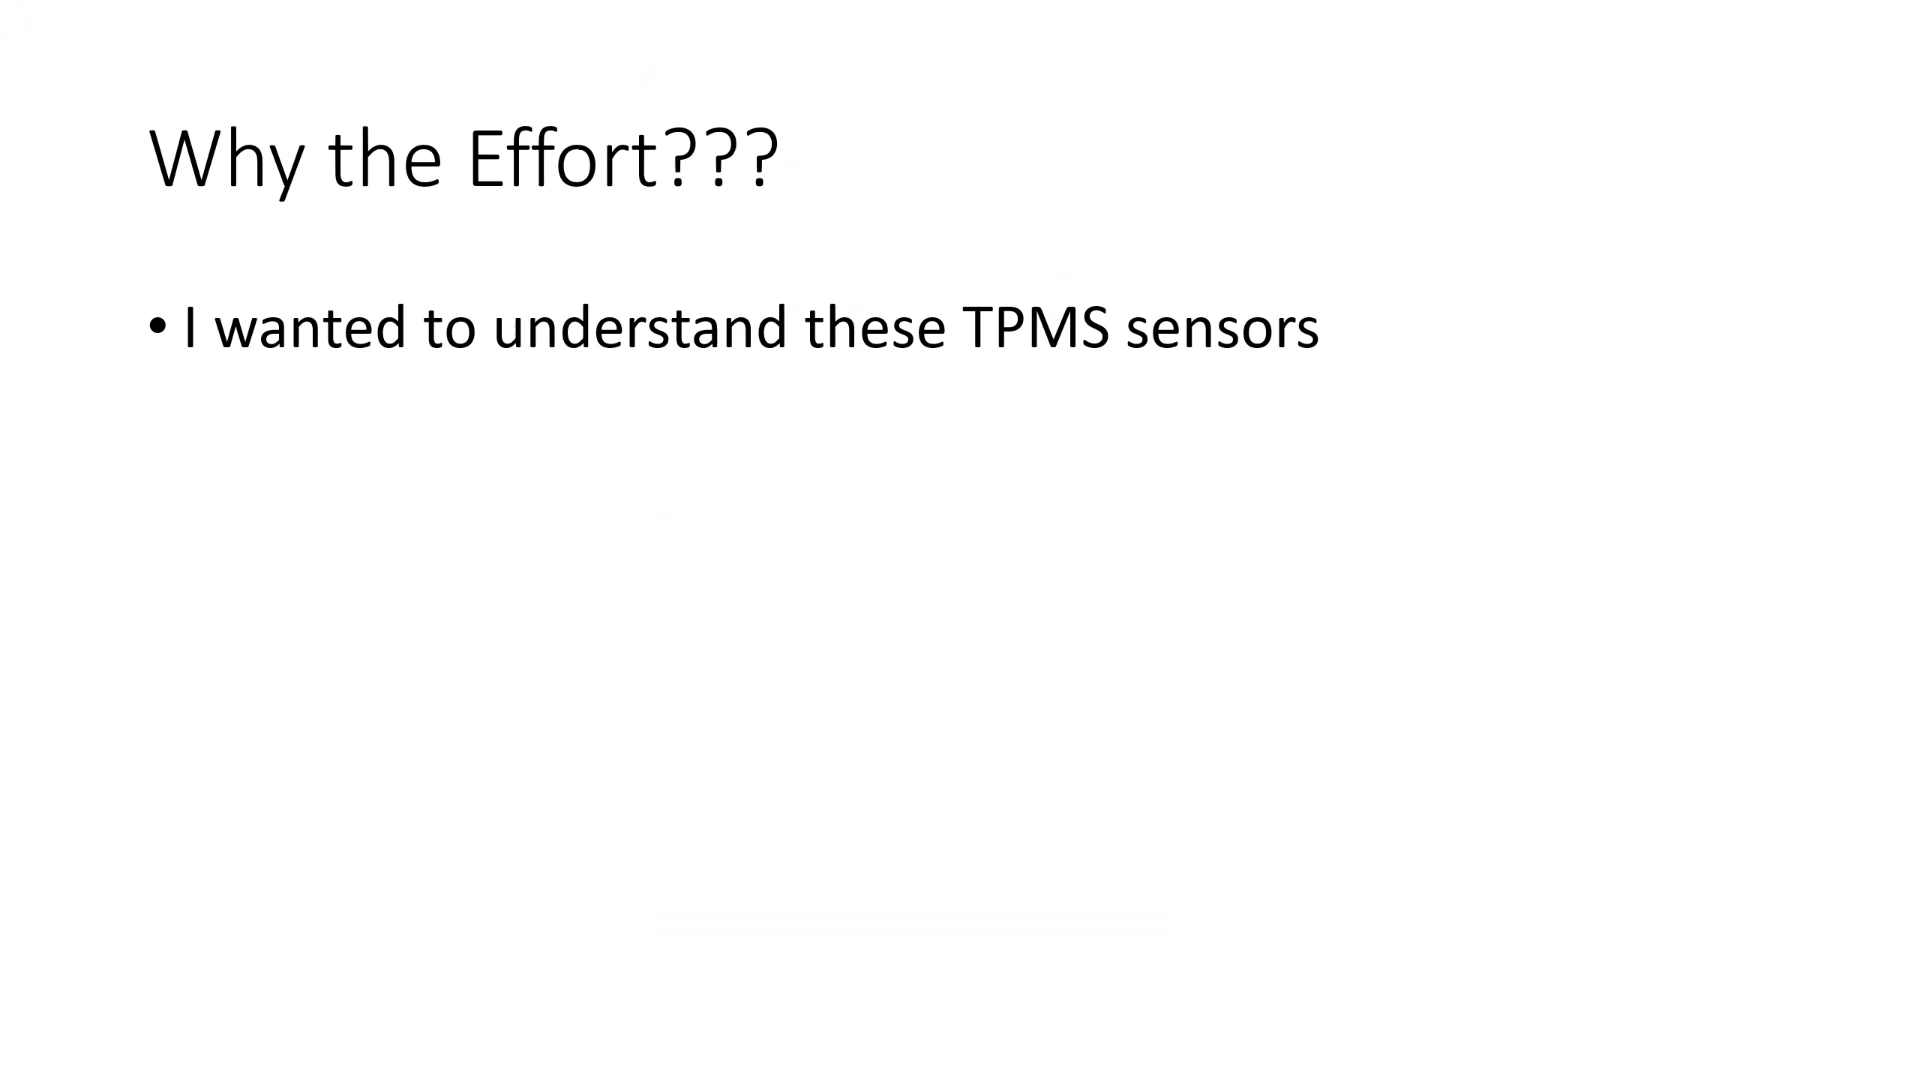 Why the Effort???
• I wanted to understand these TPMS sensors